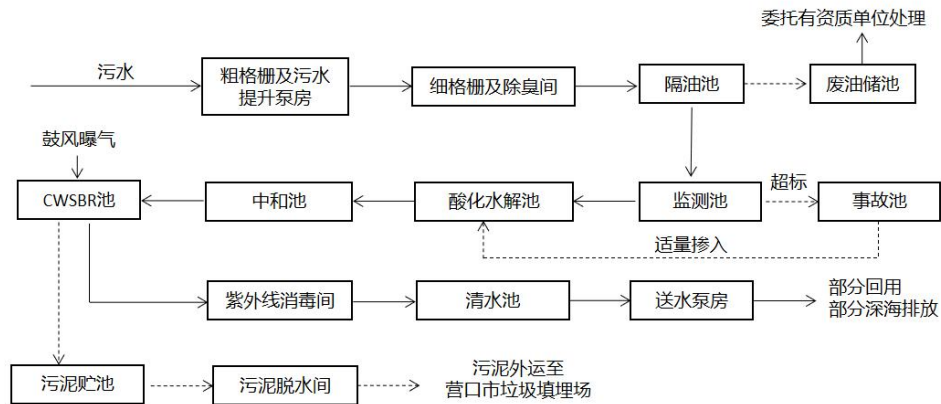 委托有资质单位处理
污水
粗格栅及污水
提升泵房
细格栅及除臭间
隔油池
废油储池
鼓风曝气
CWSBR池
中和池
酸化水解池
监测池
超标
事故池
适量掺入
紫外线消毒间
清水池
送水泵房
部分回用
部分深海排放
污泥贮池
污泥脱水间
污泥外运至
营口市垃圾填埋场